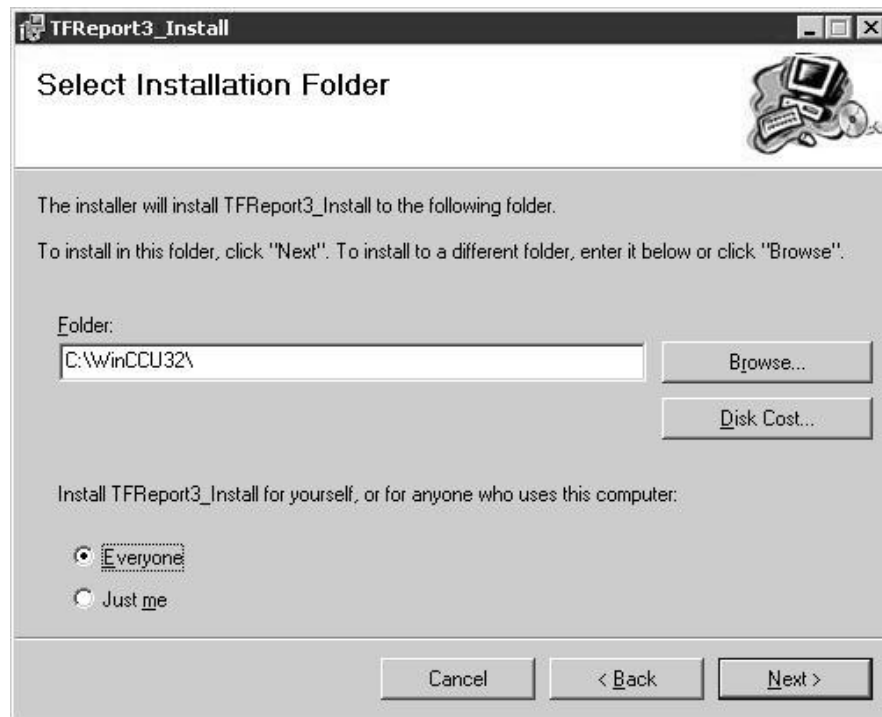 TFReport3_Install
Select Installation Folder
The installer will install TFReport3_Install to the following folder.
To install in this folder, click "Next". To install to a different folder, enter it below or click "Browse".
Folder:
C:\WinCCU32\
Browse...
Disk Cost...
Install TFReport3_Install for yourself, or for anyone who uses this computer:
Everyone
Just me
Cancel
< Back
Next >